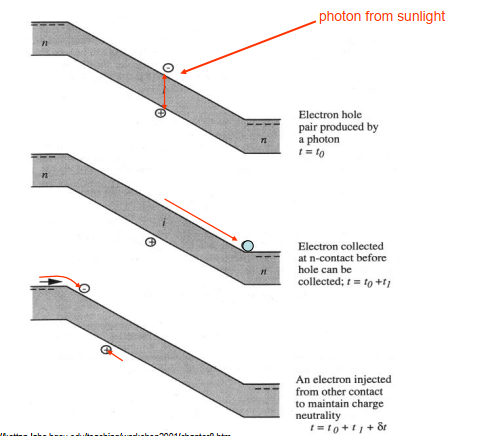 photon from sunlight
n
-
+
n
Electron hole
pair produced by
a photon
t = t0
n
i
+
n
Electron collected
at n-contact before
hole can be
collected; t = t0 + t1
-
+
An electron injected
from other contact
to maintain charge
neutrality
t = t0 + t1 + δt